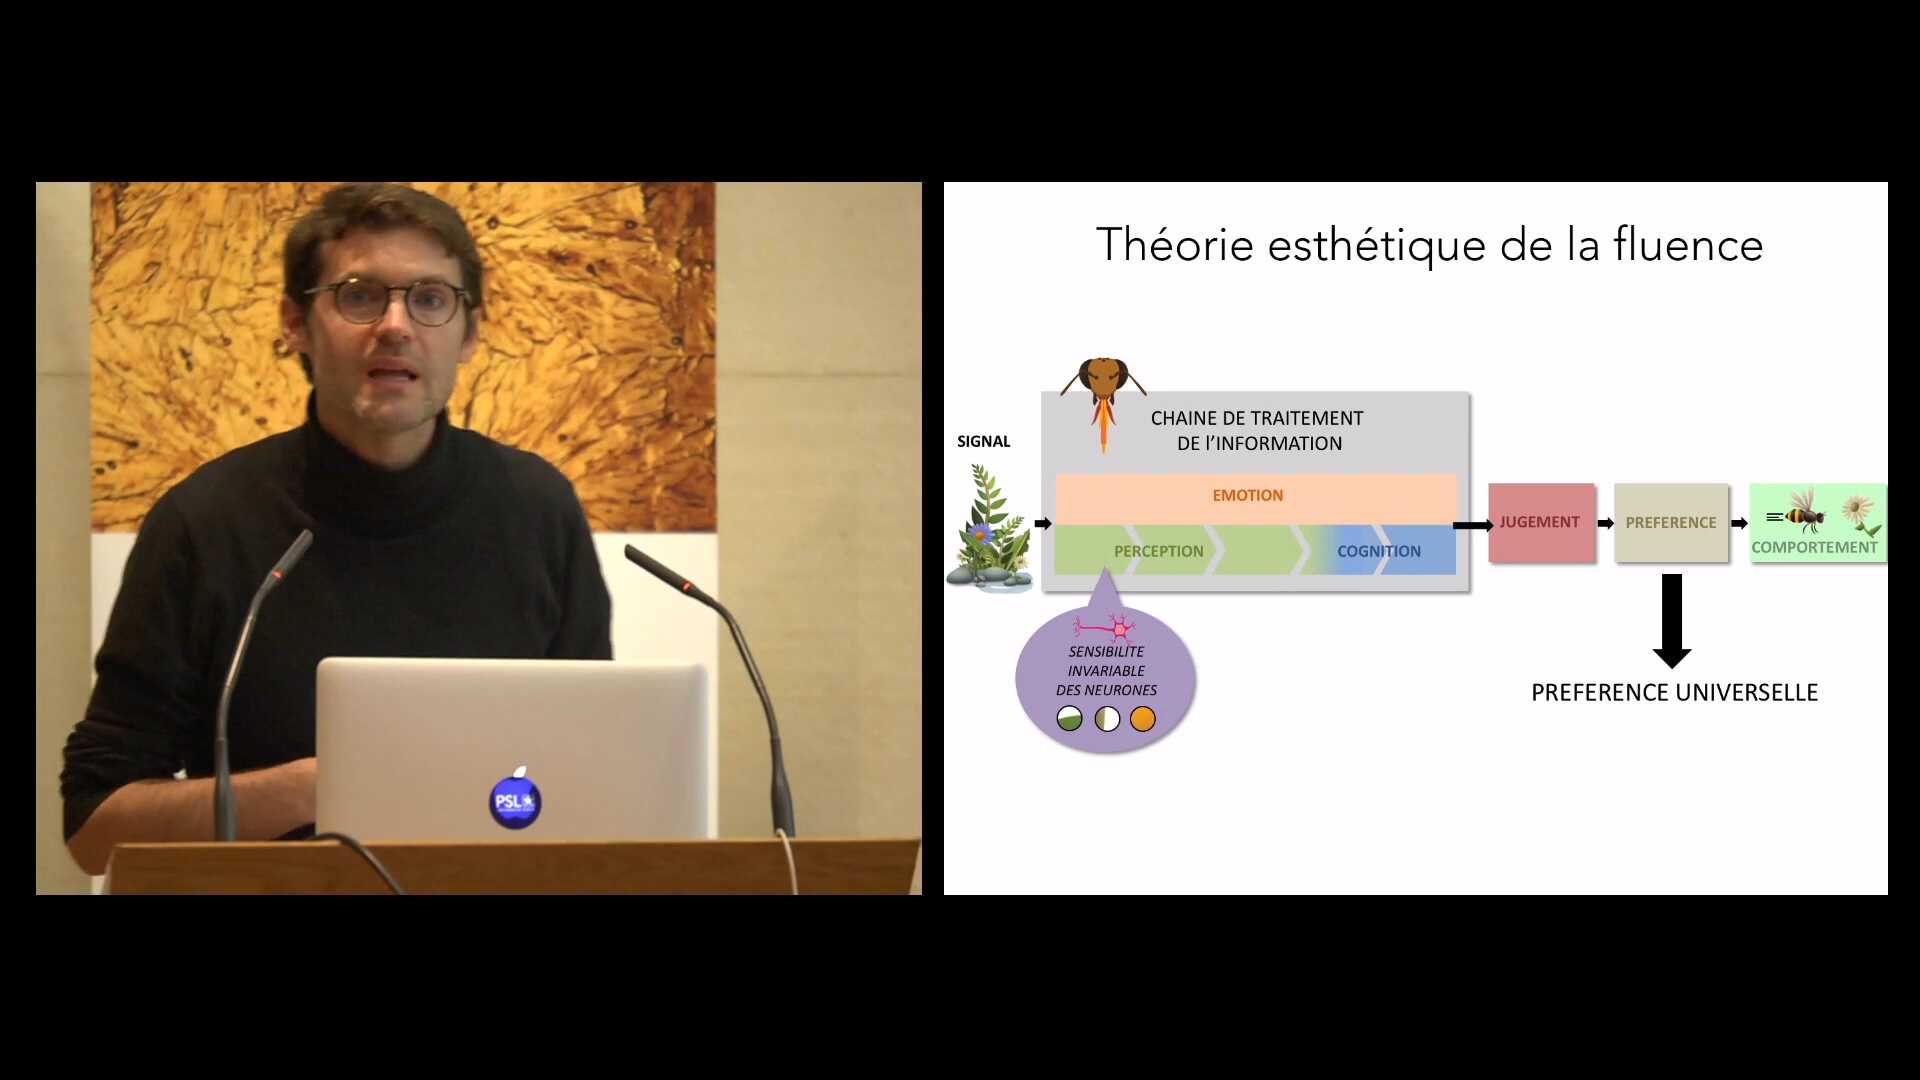 Théorie esthétique de la fluence
CHAINE DE TRAITEMENT
DE l'INFORMATION
SIGNAL
EMOTION
PERCEPTION
COGNITION
JUGEMENT
PREFERENCE
COMPORTEMENT
SENSIBILITE
INVARIABLE
DES NEURONES
PREFERENCE UNIVERSELLE
PSL